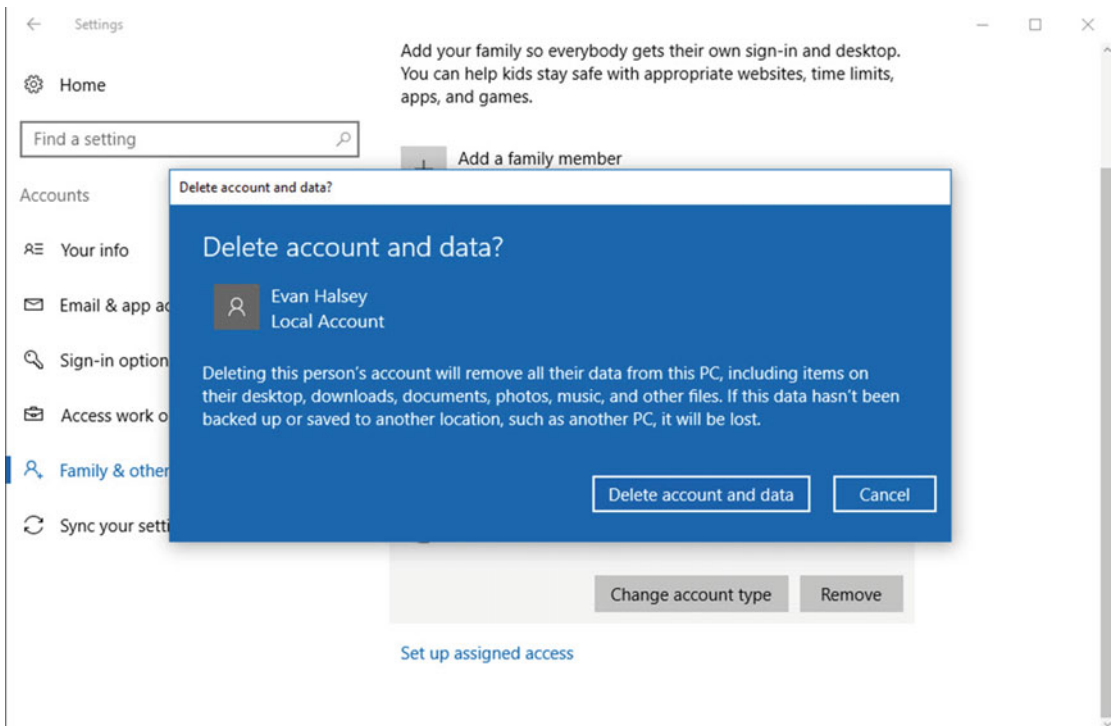 Settings
Add your family so everybody gets their own sign-in and desktop.
You can help kids stay safe with appropriate websites, time limits,
apps, and games.
Home
Find a setting
Add a family member
Accounts
Delete account and data?
Delete account and data?
Evan Halsey
Local Account
Deleting this person's account will remove all their data from this PC, including items on
their desktop, downloads, documents, photos, music, and other files. If this data hasn't been
backed up or saved to another location, such as another PC, it will be lost.
Delete account and data
Cancel
Your info
Email & app ac
Sign-in option
Access work o
Family & other
Sync your setti
Change account type
Remove
Set up assigned access